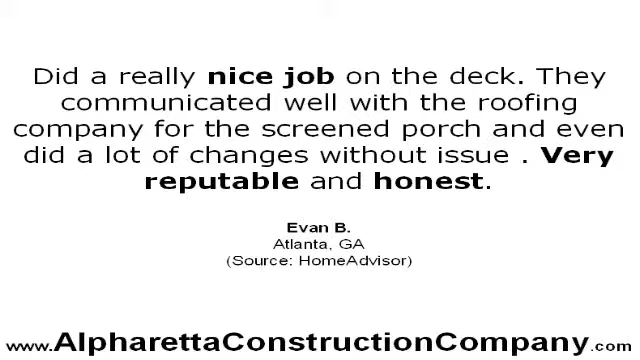 Did a really nice job on the deck. They
communicated well with the roofing
company for the screened porch and even
did a lot of changes without issue . Very
reputable and honest.
Evan B.
Atlanta, GA
(Source: HomeAdvisor)
www.AlpharettaConstructionCompany.com